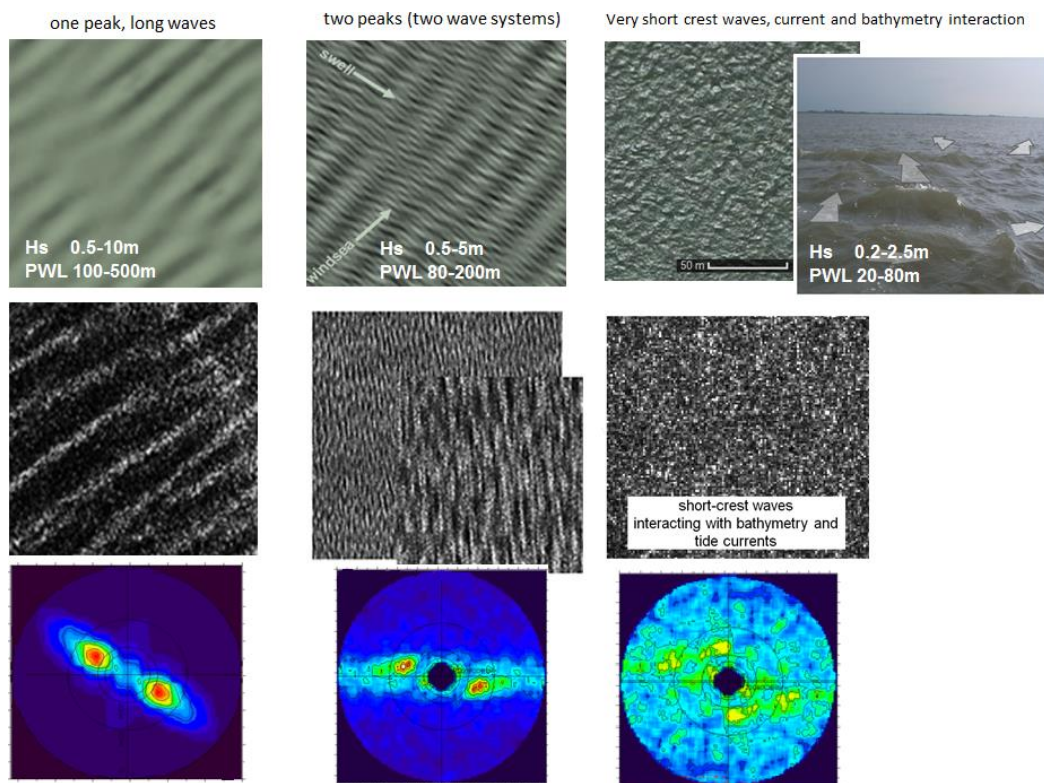 one peak, long waves
two peaks (two wave systems)
Very short crest waves, current and bathymetry interaction
Hs 0.5-10m
PWL 100-500m
swell
windsea
Hs 0.5-5m
PWL 80-200m
50 m
Hs 0.2-2.5m
PWL 20-80m
short-crest waves
interacting with bathymetry and
tide currents